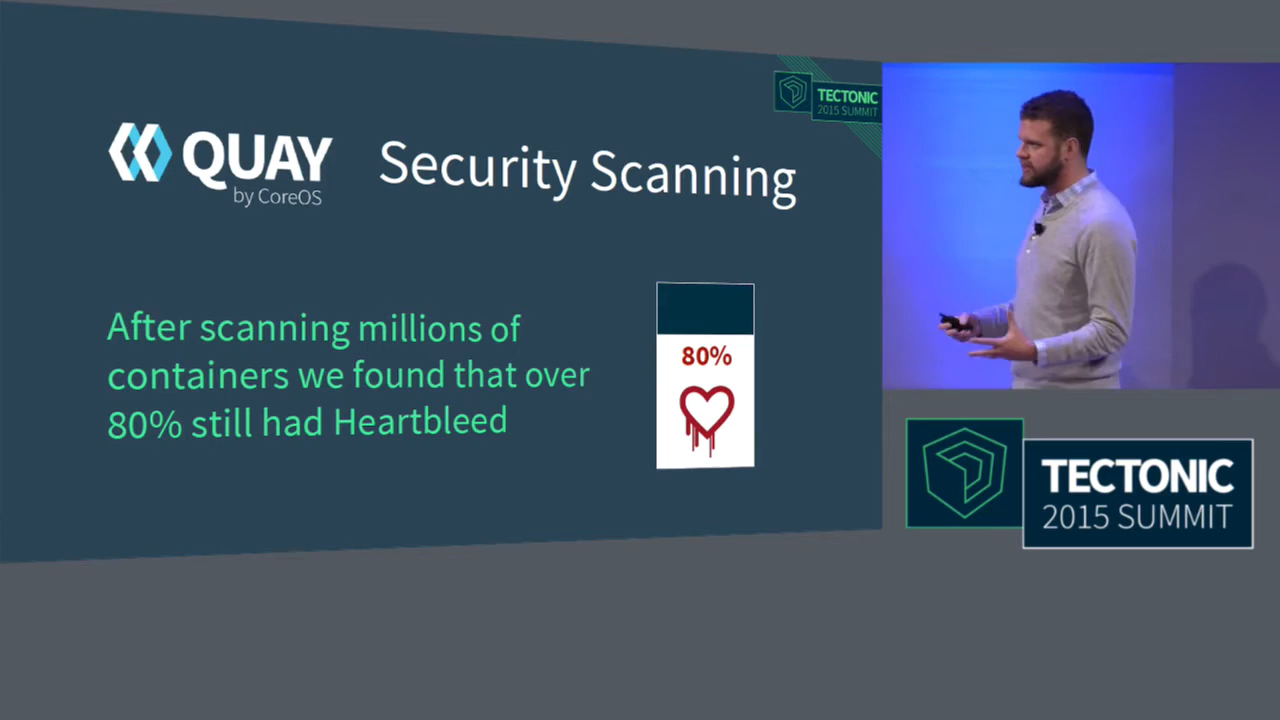 TECTONIC
2015 SUMMIT
QUAY
by CoreOS
Security Scanning
After scanning millions of
containers we found that over
80% still had Heartbleed
80%
TECTONIC
2015 SUMMIT